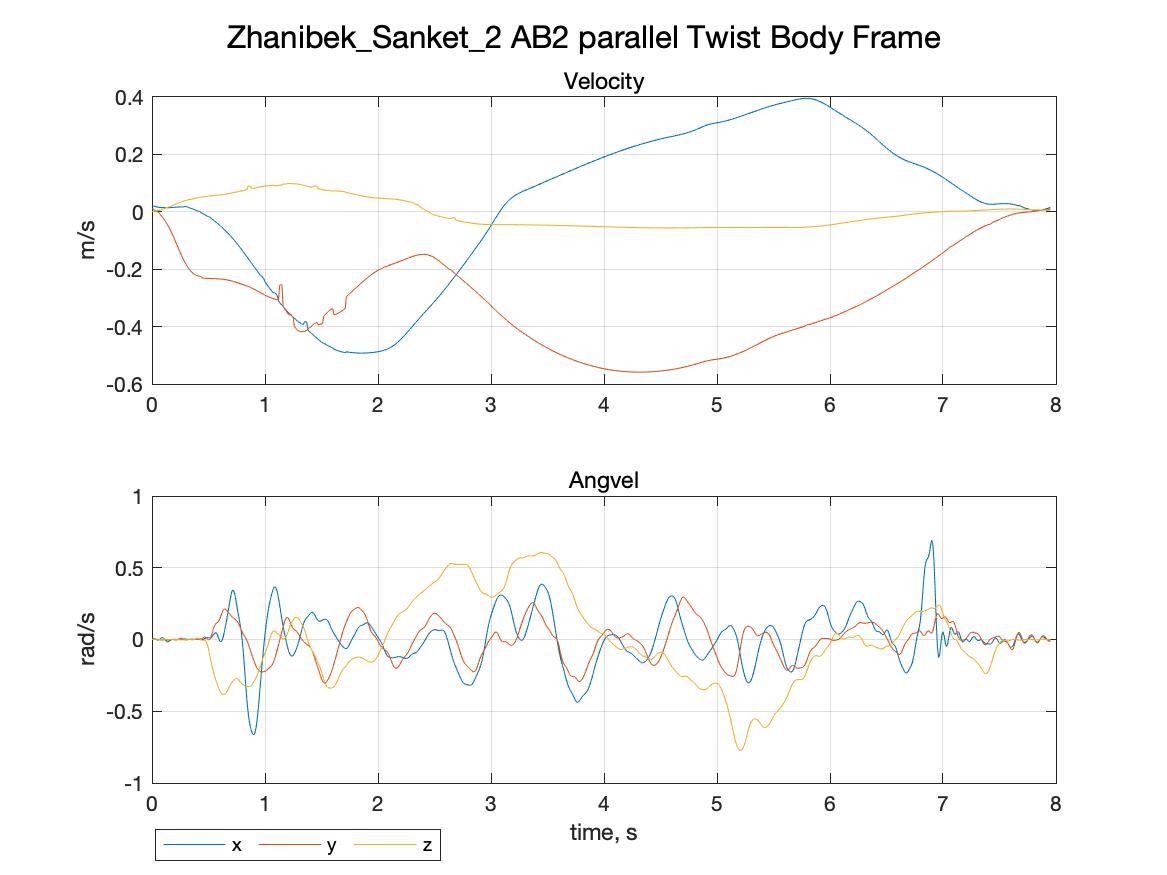 Zhanibek_Sanket_2 AB2 parallel Twist Body Frame
Velocity
0.4
0.2
0
-0.2
-0.4
-0.6
m/s
0 1 2 3 4 5 6 7 8
Angvel
1
0.5
0
-0.5
-1
rad/s
0 1 2 3 4 5 6 7 8
time, s
x y z